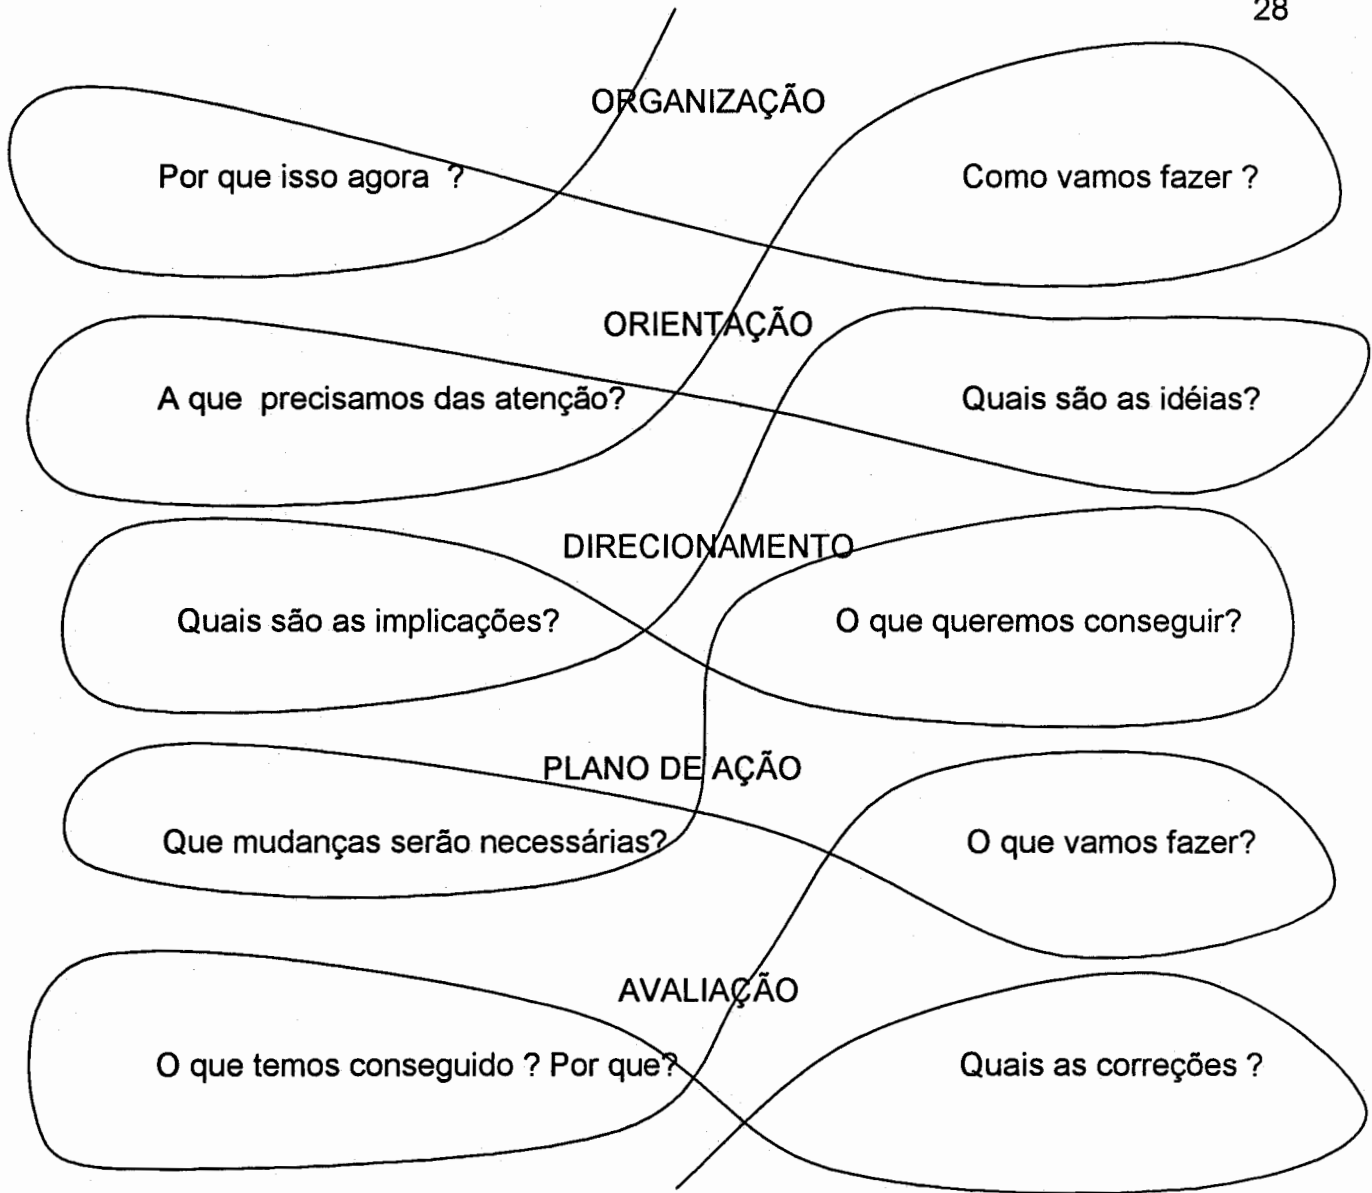 28
ORGANIZAÇÃO
Por que isso agora ?
Como vamos fazer ?
ORIENTAÇÃO
A que precisamos das atenção?
Quais são as idéias?
DIRECIONAMENTO
Quais são as implicações?
O que queremos conseguir?
PLANO DE AÇÃO
Que mudanças serão necessárias?
O que vamos fazer?
AVALIAÇÃO
O que temos conseguido ? Por que?
Quais as correções ?